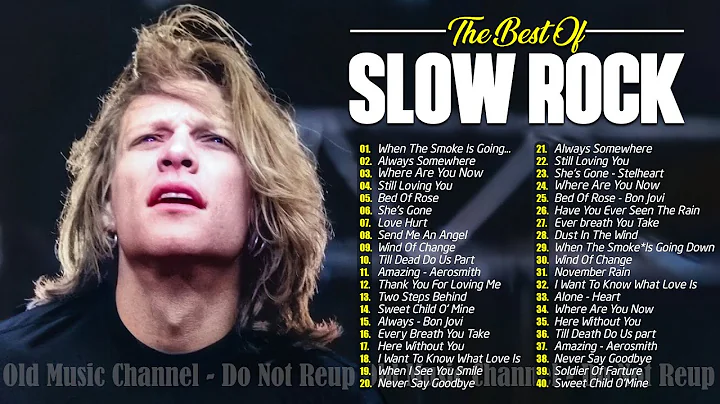 The Best Of
SLOW ROCK
01. When The Smoke Is Going...
02. Always Somewhere
03. Where Are You Now
04. Still Loving You
05. Bed Of Rose
06. She's Gone
07. Love Hurt
08. Send Me An Angel
09. Wind Of Change
10. Till Dead Do Us Part
11. Amazing - Aerosmith
12. Thank You For Loving Me
13. Two Steps Behind
14. Sweet Child O' Mine
15. Always - Bon Jovi
16. Every Breath You Take
17. Here Without You
18. I Want To Know What Love Is
19. When I See You Smile
20. Never Say Goodbye
21. Always Somewhere
22. Still Loving You
23. She's Gone - Stelheart
24. Where Are You Now
25. Bed Of Rose - Bon Jovi
26. Have You Ever Seen The Rain
27. Ever breath You Take
28. Dust In The Wind
29. When The Smoke*Is Going Down
30. Wind Of Change
31. November Rain
32. I Want To Know What Love Is
33. Alone - Heart
34. Where Are You Now
35. Here Without You
36. Till Death Do Us part
37. Amazing - Aerosmith
38. Never Say Goodbye
39. Soldier Of Farture
40. Sweet Child O'Mine
Old Music Channel - Do Not Reup